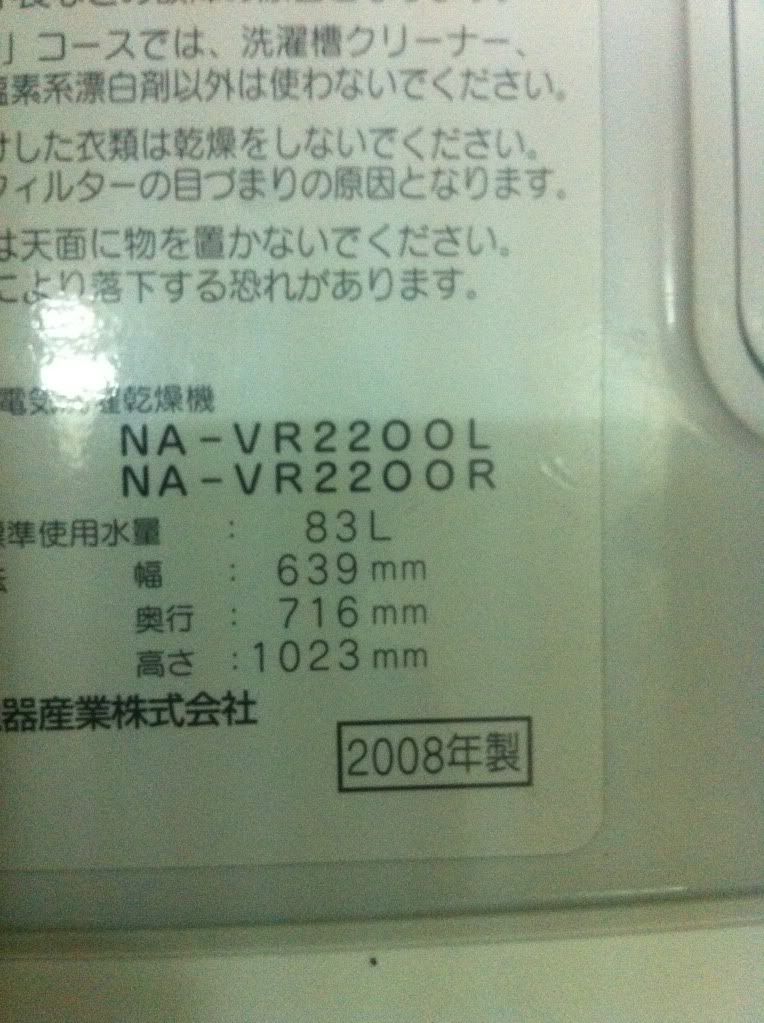 」コースでは、洗濯槽クリーナー、
塩素系漂白剤以外は使わないでください。
けした衣類は乾燥をしないでください。
フィルターの目づまりの原因となります。
は天面に物を置かないでください。
により落下する恐れがあります。
電気洗濯乾燥機
NA-VR2200L
NA-VR2200R
標準使用水量 : 83L
法 幅 : 639mm
奥行 : 716mm
高さ : 1023mm
器産業株式会社
2008年製